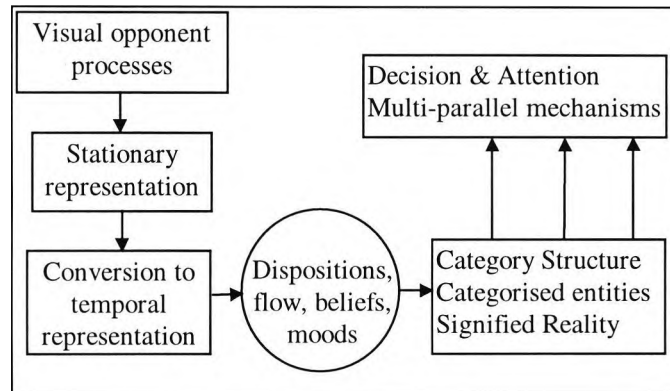 Visual opponent
processes
Stationary
representation
Conversion to
temporal
representation
Dispositions,
flow, beliefs,
moods
Category Structure
Categorised entities
Signified Reality
Decision & Attention
Multi-parallel mechanisms